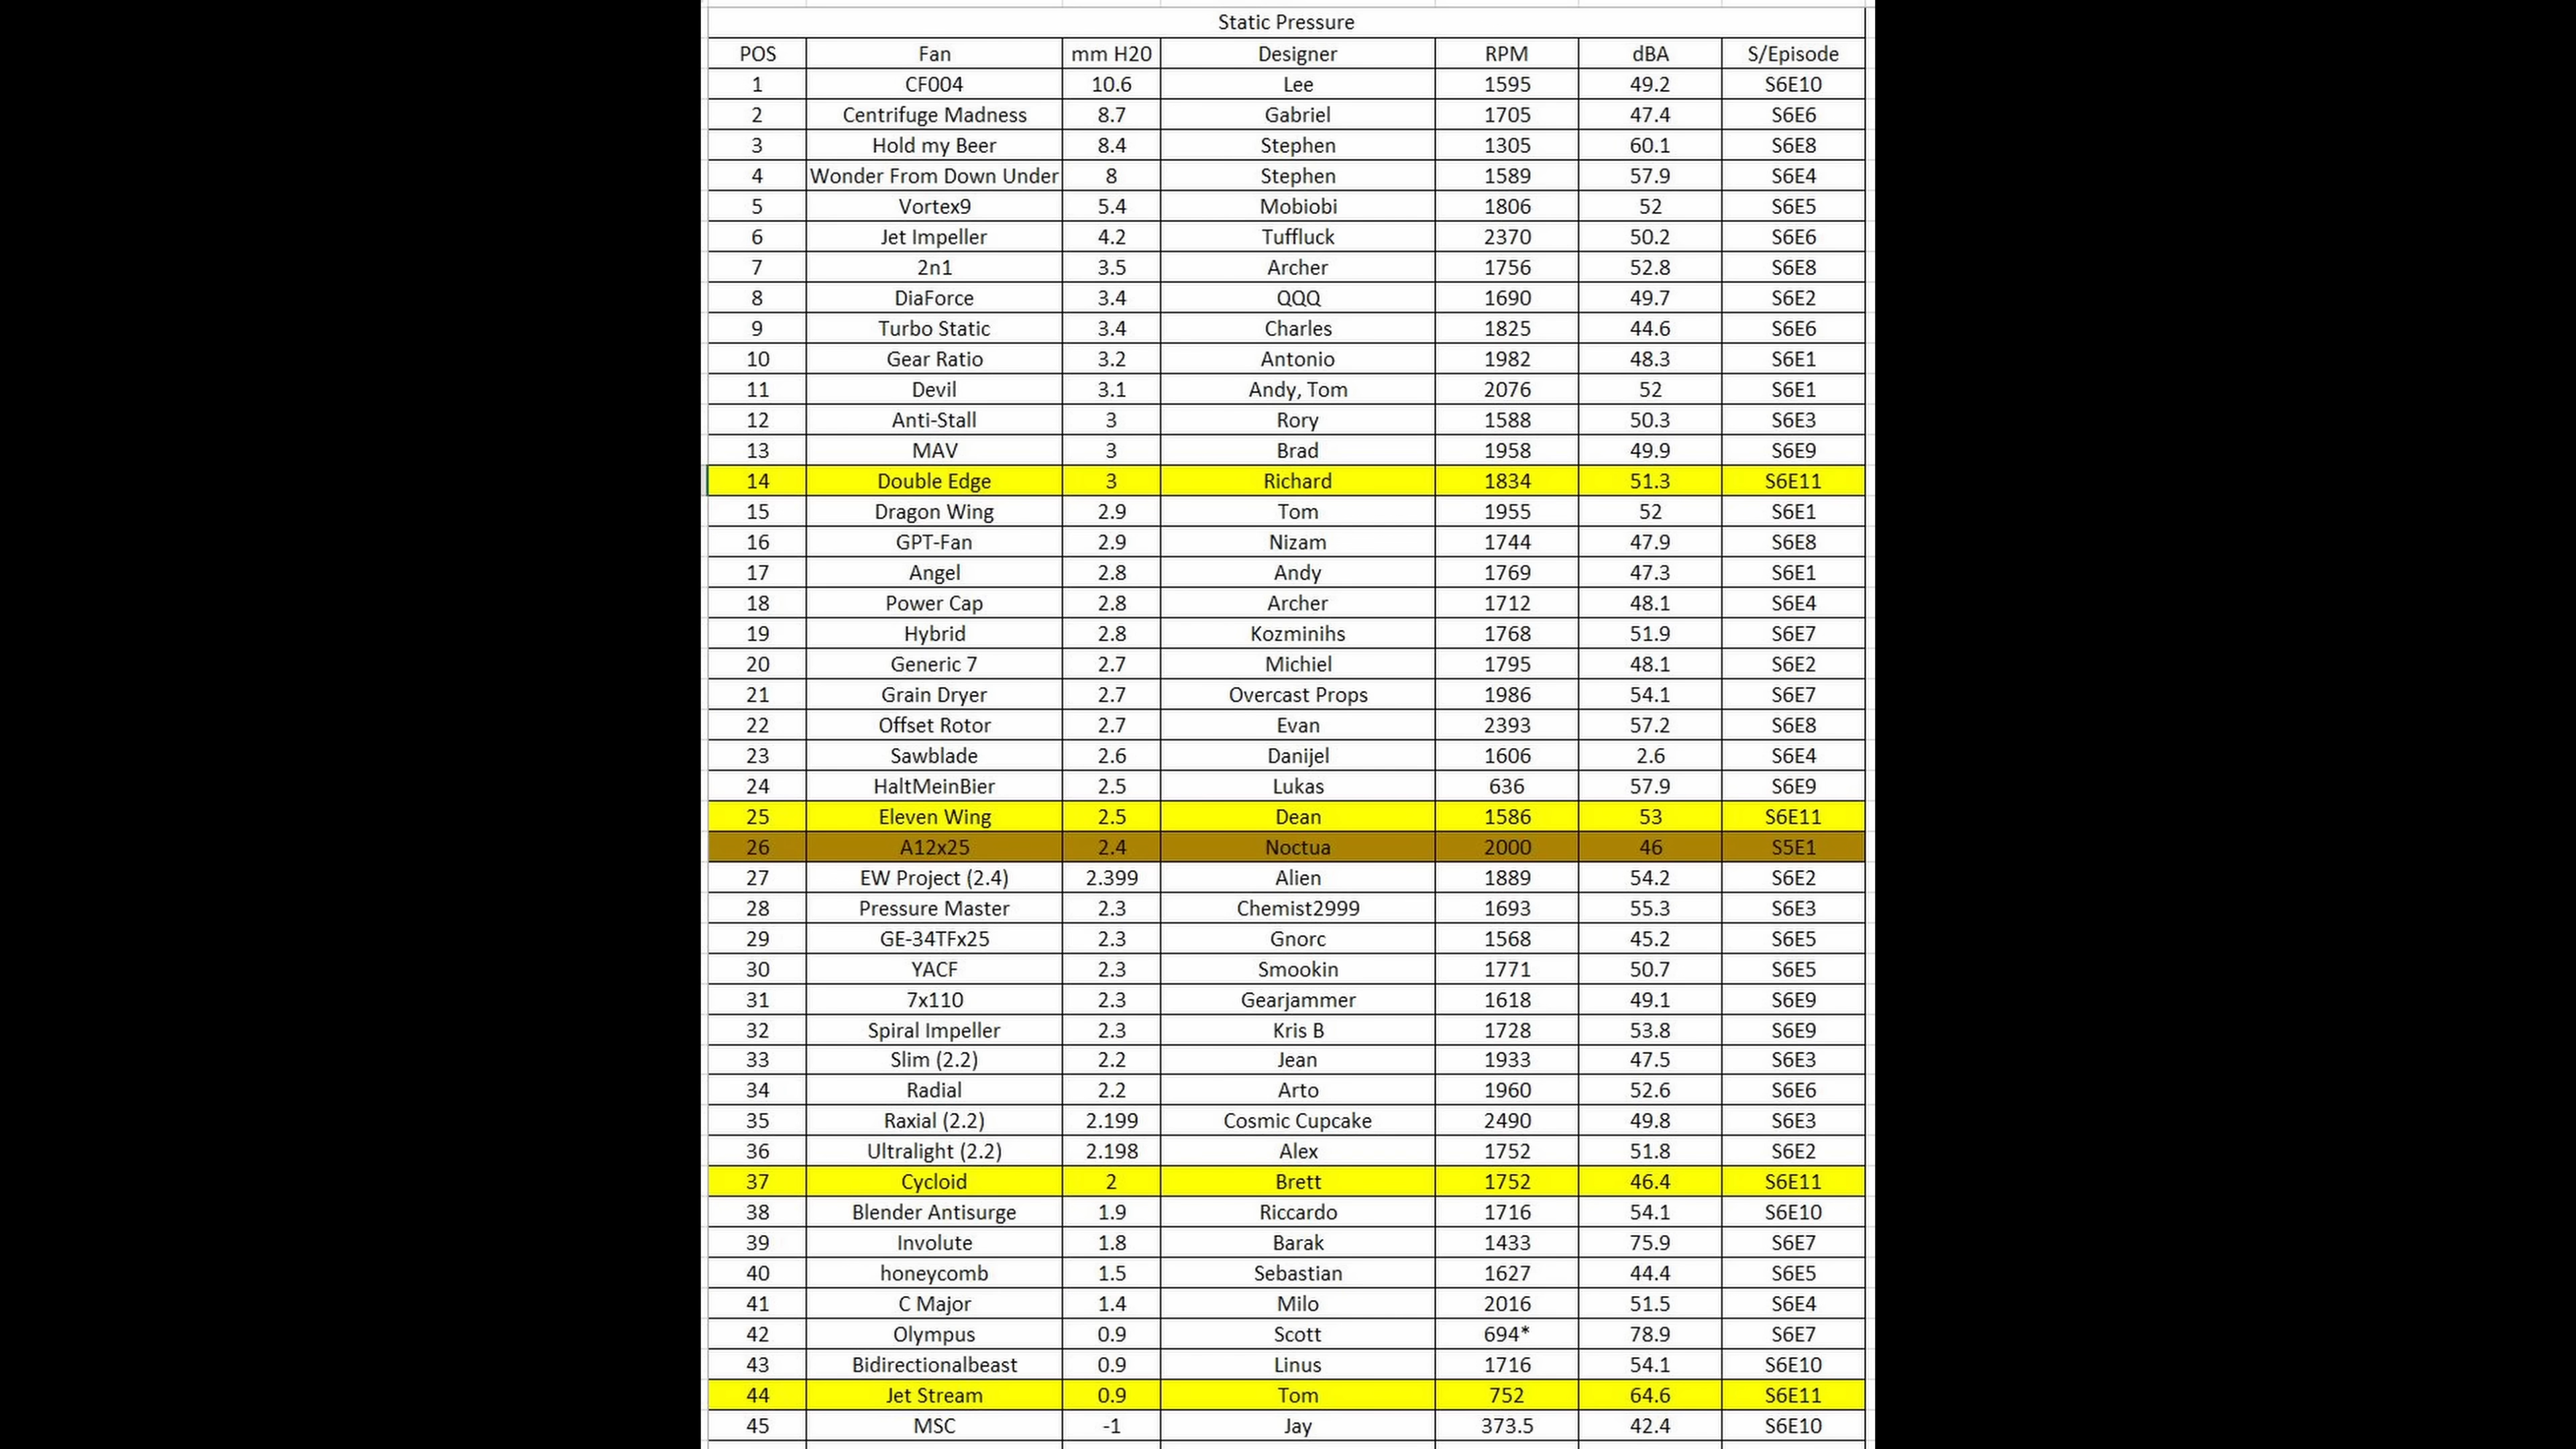 Static Pressure
POS Fan mm H20 Designer RPM dBA S/Episode
1 CF004 10.6 Lee 1595 49.2 S6E10
2 Centrifuge Madness 8.7 Gabriel 1705 47.4 S6E6
3 Hold my Beer 8.4 Stephen 1305 60.1 S6E8
4 Wonder From Down Under 8 Stephen 1589 57.9 S6E4
5 Vortex9 5.4 Mobiobi 1806 52 S6E5
6 Jet Impeller 4.2 Tuffluck 2370 50.2 S6E6
7 2n1 3.5 Archer 1756 52.8 S6E8
8 DiaForce 3.4 QQQ 1690 49.7 S6E2
9 Turbo Static 3.4 Charles 1825 44.6 S6E6
10 Gear Ratio 3.2 Antonio 1982 48.3 S6E1
11 Devil 3.1 Andy, Tom 2076 52 S6E1
12 Anti-Stall 3 Rory 1588 50.3 S6E3
13 MAV 3 Brad 1958 49.9 S6E9
14 Double Edge 3 Richard 1834 51.3 S6E11
15 Dragon Wing 2.9 Tom 1955 52 S6E1
16 GPT-Fan 2.9 Nizam 1744 47.9 S6E8
17 Angel 2.8 Andy 1769 47.3 S6E1
18 Power Cap 2.8 Archer 1712 48.1 S6E4
19 Hybrid 2.8 Kozminihs 1768 51.9 S6E7
20 Generic 7 2.7 Michiel 1795 48.1 S6E2
21 Grain Dryer 2.7 Overcast Props 1986 54.1 S6E7
22 Offset Rotor 2.7 Evan 2393 57.2 S6E8
23 Sawblade 2.6 Danijel 1606 2.6 S6E4
24 HaltMeinBier 2.5 Lukas 636 57.9 S6E9
25 Eleven Wing 2.5 Dean 1586 53 S6E11
26 A12x25 2.4 Noctua 2000 46 S5E1
27 EW Project (2.4) 2.399 Alien 1889 54.2 S6E2
28 Pressure Master 2.3 Chemist2999 1693 55.3 S6E3
29 GE-34TFx25 2.3 Gnorc 1568 45.2 S6E5
30 YACF 2.3 Smookin 1771 50.7 S6E5
31 7x110 2.3 Gearjammer 1618 49.1 S6E9
32 Spiral Impeller 2.3 Kris B 1728 53.8 S6E9
33 Slim (2.2) 2.2 Jean 1933 47.5 S6E3
34 Radial 2.2 Arto 1960 52.6 S6E6
35 Raxial (2.2) 2.199 Cosmic Cupcake 2490 49.8 S6E3
36 Ultralight (2.2) 2.198 Alex 1752 51.8 S6E2
37 Cycloid 2 Brett 1752 46.4 S6E11
38 Blender Antisurge 1.9 Riccardo 1716 54.1 S6E10
39 Involute 1.8 Barak 1433 75.9 S6E7
40 honeycomb 1.5 Sebastian 1627 44.4 S6E5
41 C Major 1.4 Milo 2016 51.5 S6E4
42 Olympus 0.9 Scott 694* 78.9 S6E7
43 Bidirectionalbeast 0.9 Linus 1716 54.1 S6E10
44 Jet Stream 0.9 Tom 752 64.6 S6E11
45 MSC -1 Jay 373.5 42.4 S6E10